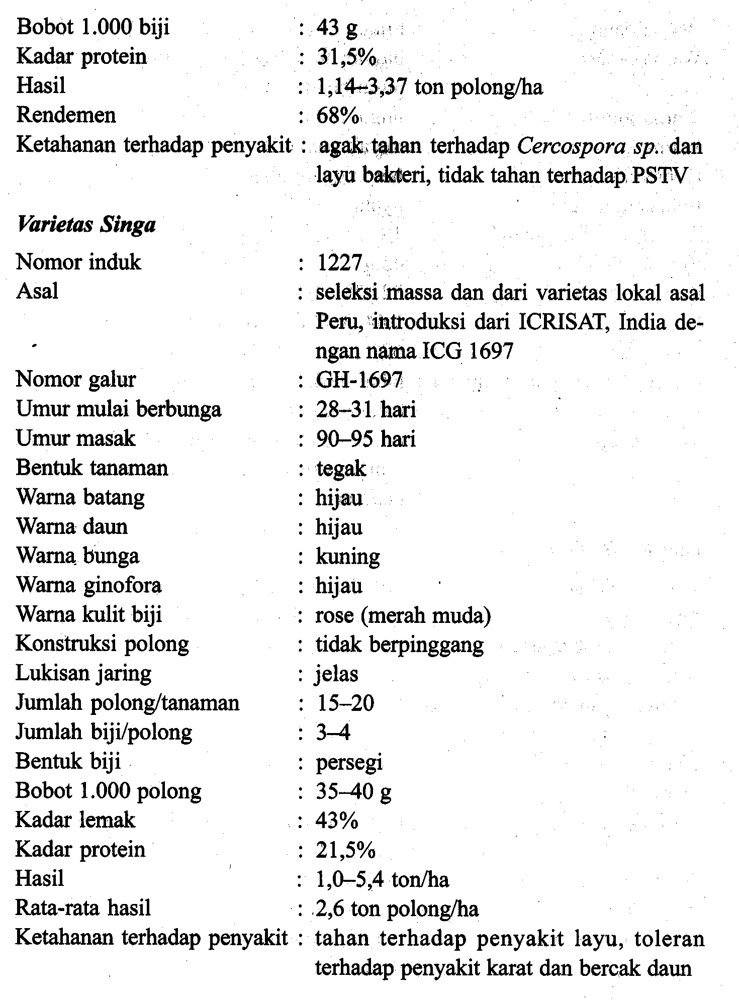 Bobot 1.000 biji : 43 g
Kadar protein : 31,5%
Hasil : 1,14–3,37 ton polong/ha
Rendemen : 68%
Ketahanan terhadap penyakit : agak tahan terhadap Cercospora sp. dan
layu bakteri, tidak tahan terhadap PSTV
Varietas Singa
Nomor induk : 1227
Asal : seleksi massa dan dari varietas lokal asal
Peru, introduksi dari ICRISAT, India de-
ngan nama ICG 1697
Nomor galur : GH-1697
Umur mulai berbunga : 28–31 hari
Umur masak : 90–95 hari
Bentuk tanaman : tegak
Warna batang : hijau
Warna daun : hijau
Warna bunga : kuning
Warna ginofora : hijau
Warna kulit biji : rose (merah muda)
Konstruksi polong : tidak berpinggang
Lukisan jaring : jelas
Jumlah polong/tanaman : 15–20
Jumlah biji/polong : 3–4
Bentuk biji : persegi
Bobot 1.000 polong : 35–40 g
Kadar lemak : 43%
Kadar protein : 21,5%
Hasil : 1,0–5,4 ton/ha
Rata-rata hasil : 2,6 ton polong/ha
Ketahanan terhadap penyakit : tahan terhadap penyakit layu, toleran
terhadap penyakit karat dan bercak daun